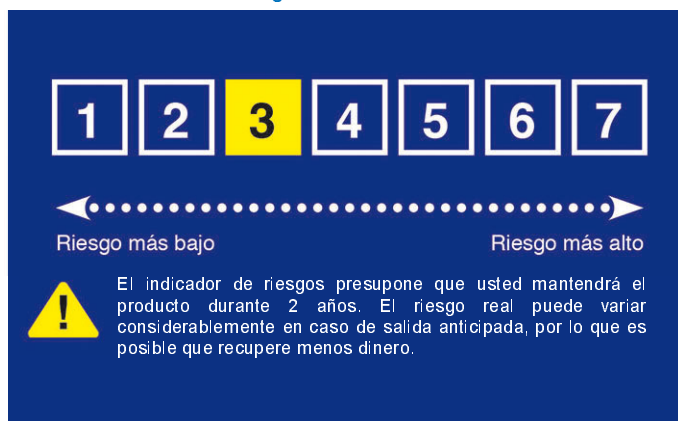 1 2 3 4 5 6 7
Riesgo más bajo Riesgo más alto
El indicador de riesgos presupone que usted mantendrá el
producto durante 2 años. El riesgo real puede variar
considerablemente en caso de salida anticipada, por lo que es
posible que recupere menos dinero.